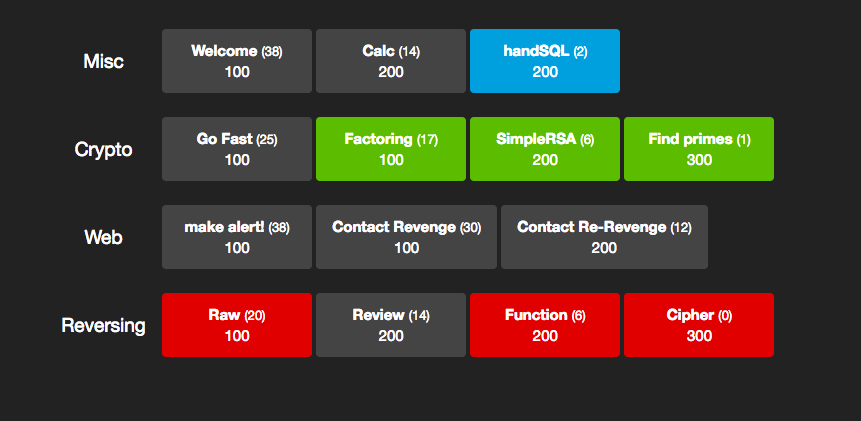 Misc
Welcome (38)
100
Calc (14)
200
handSQL (2)
200
Crypto
Go Fast (25)
100
Factoring (17)
100
SimpleRSA (6)
200
Find primes (1)
300
Web
make alert! (38)
100
Contact Revenge (30)
100
Contact Re-Revenge (12)
200
Reversing
Raw (20)
100
Review (14)
200
Function (6)
200
Cipher (0)
300